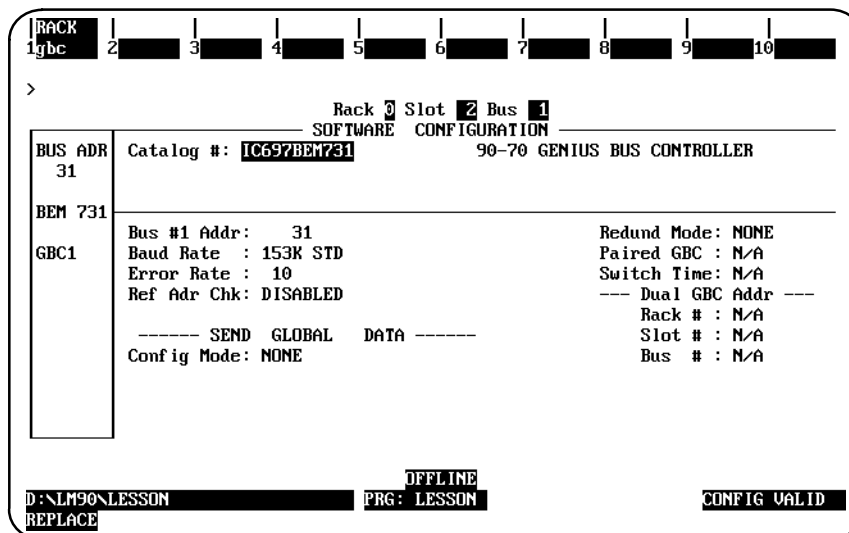 RACK
1gbc 2 3 4 5 6 7 8 9 10
>
Rack 0 Slot 2 Bus 1
SOFTWARE CONFIGURATION
BUS ADR Catalog #: IC697BEM731 90-70 GENIUS BUS CONTROLLER
31
BEM 731
Bus #1 Addr: 31 Redund Mode: NONE
GBC1 Baud Rate : 153K STD Paired GBC : N/A
Error Rate : 10 Switch Time: N/A
Ref Adr Chk: DISABLED --- Dual GBC Addr ---
Rack # : N/A
------ SEND GLOBAL DATA ------ Slot # : N/A
Config Mode: NONE Bus # : N/A
OFFLINE
D:\LM90\LESSON PRG: LESSON CONFIG VALID
REPLACE